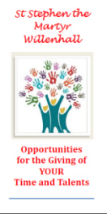 St Stephen the
Martyr
Willenhall
Opportunities
for the Giving of
YOUR
Time and Talents